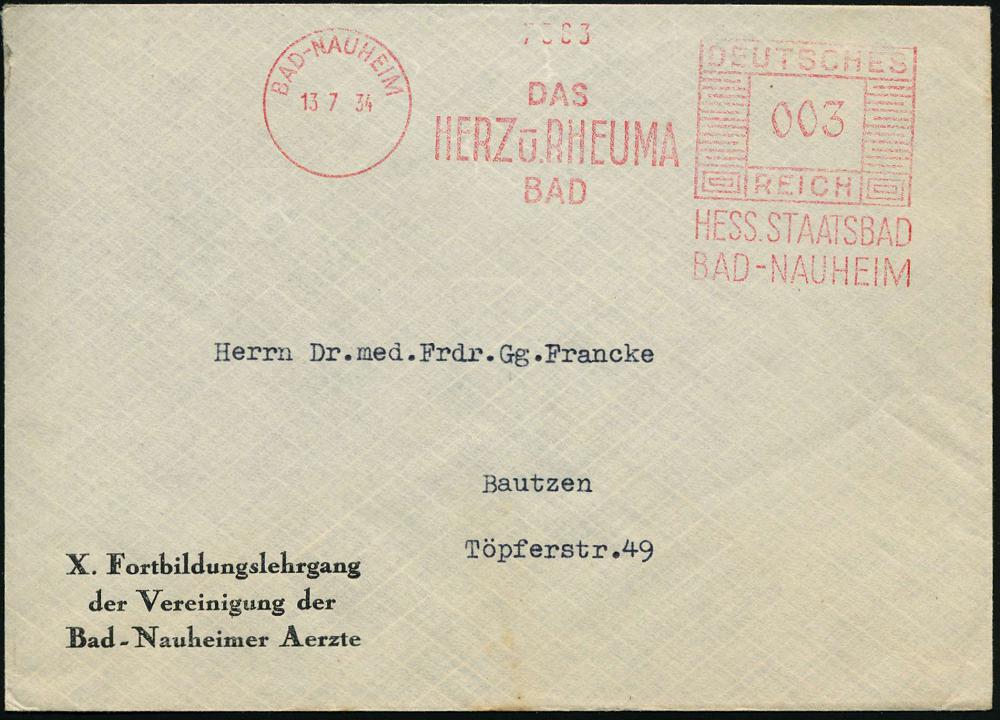 BAD-NAUHEIM
13 7 34
DAS
HERZ u. RHEUMA
BAD
DEUTSCHES
003
REICH
HESS. STAATSBAD
BAD-NAUHEIM
Herrn Dr.med.Frdr.Gg.Francke
Bautzen
Töpferstr.49
X. Fortbildungslehrgang
der Vereinigung der
Bad-Nauheimer Aerzte